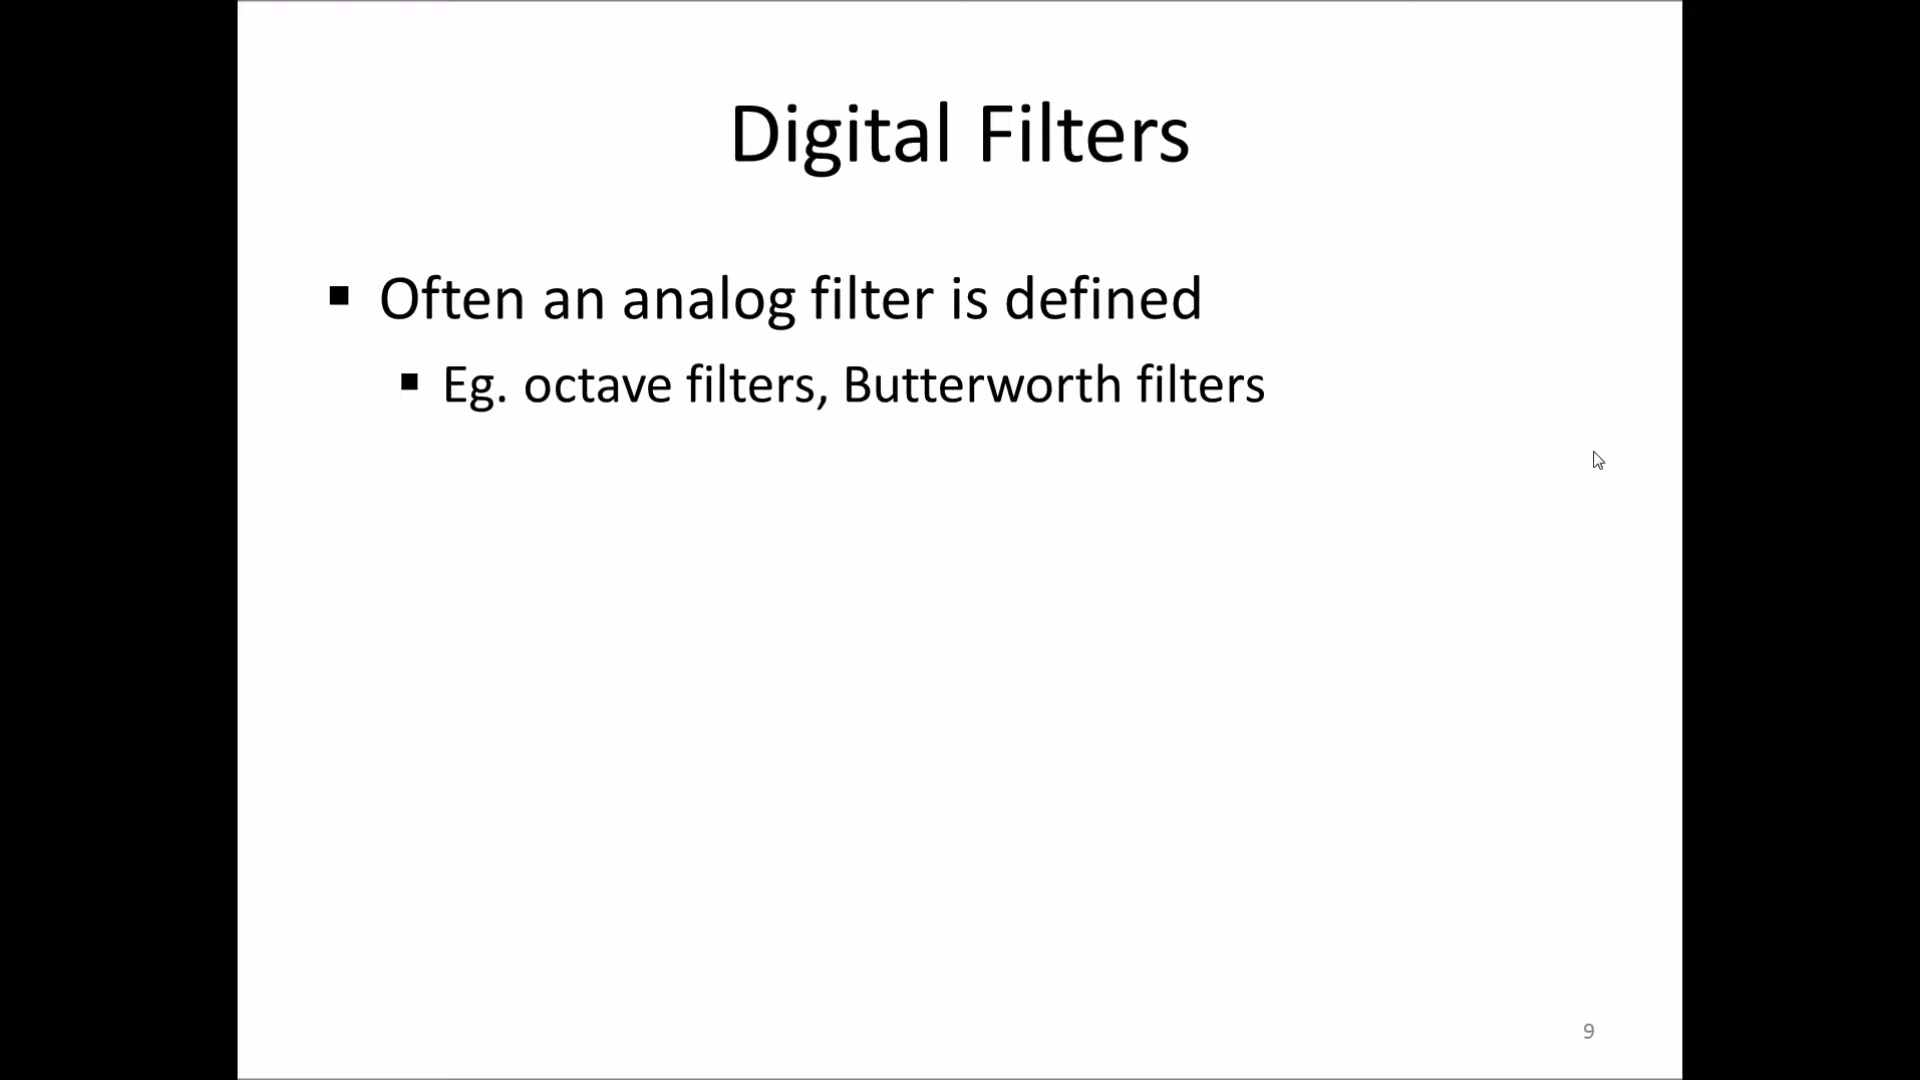 Digital Filters
▪ Often an analog filter is defined
▪ Eg. octave filters, Butterworth filters
9